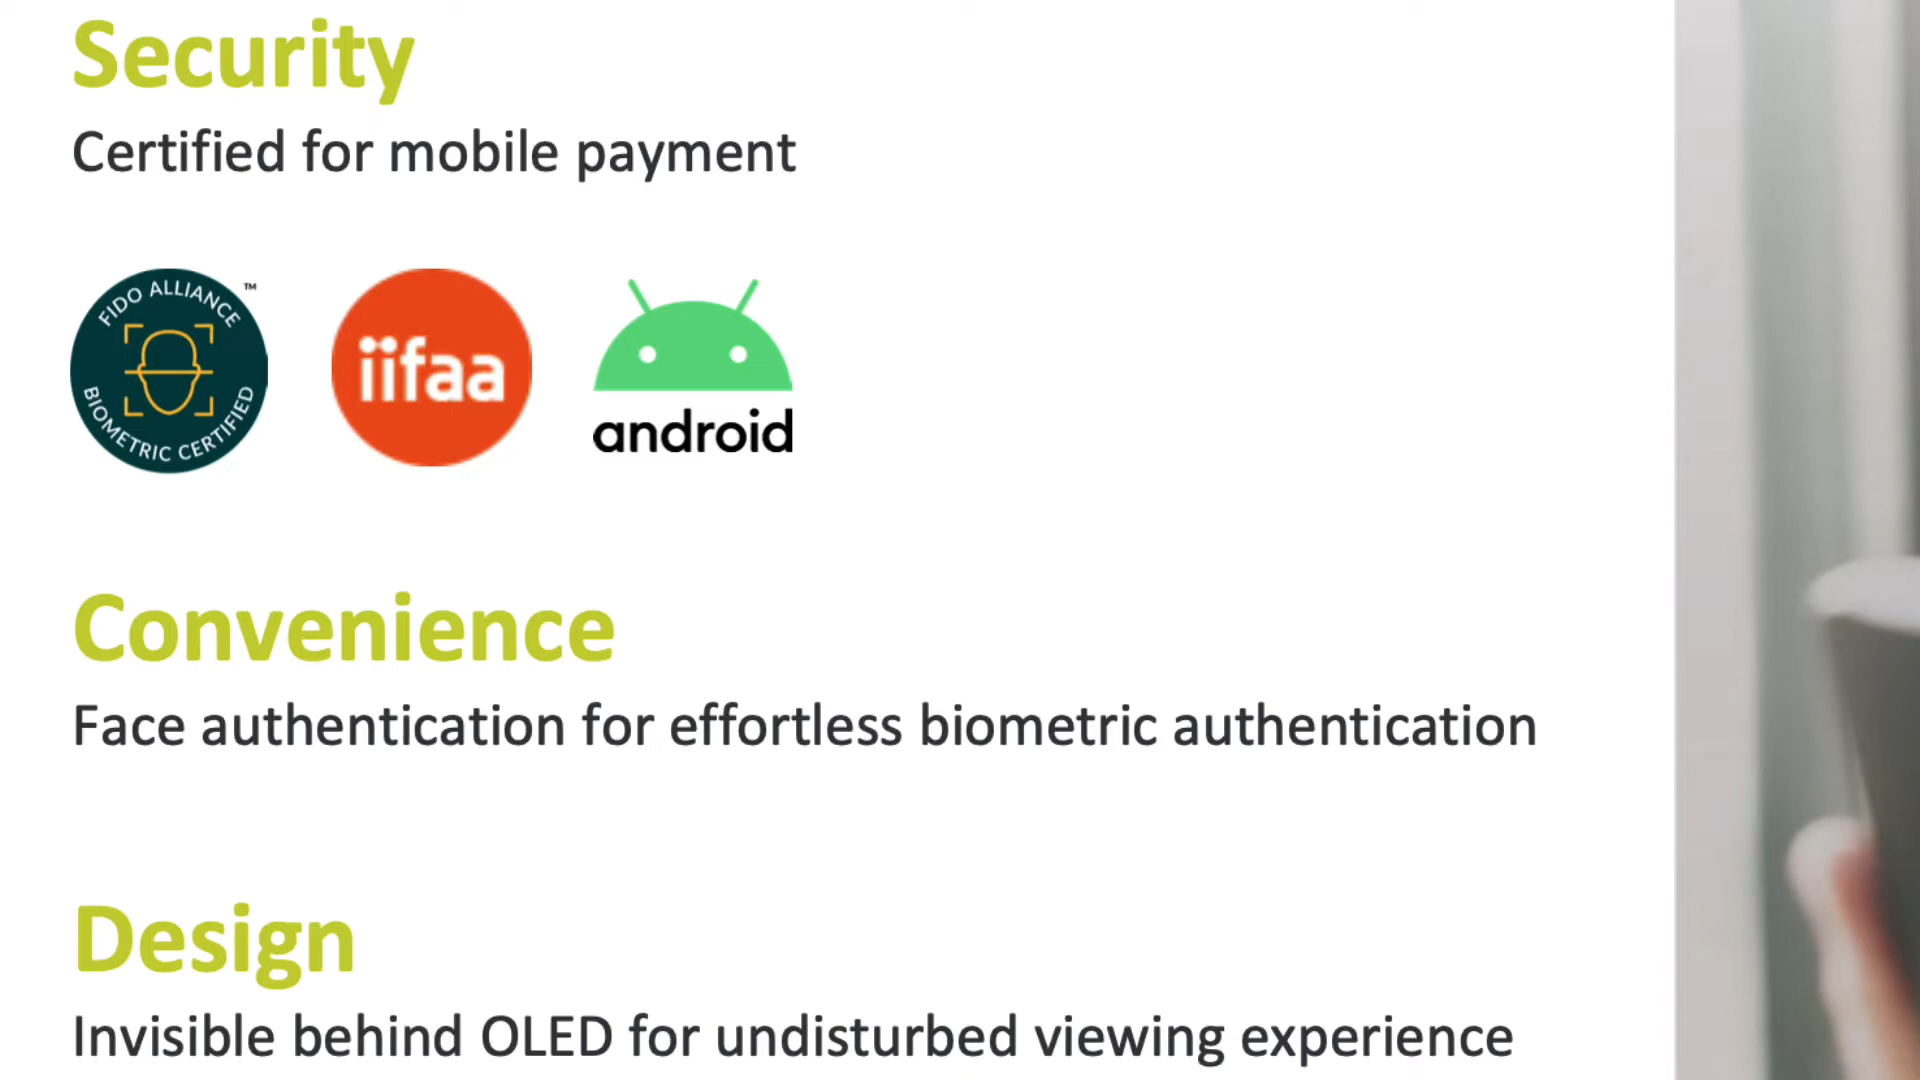 Security
Certified for mobile payment
FIDO ALLIANCE ™
BIOMETRIC CERTIFIED
iifaa
android
Convenience
Face authentication for effortless biometric authentication
Design
Invisible behind OLED for undisturbed viewing experience